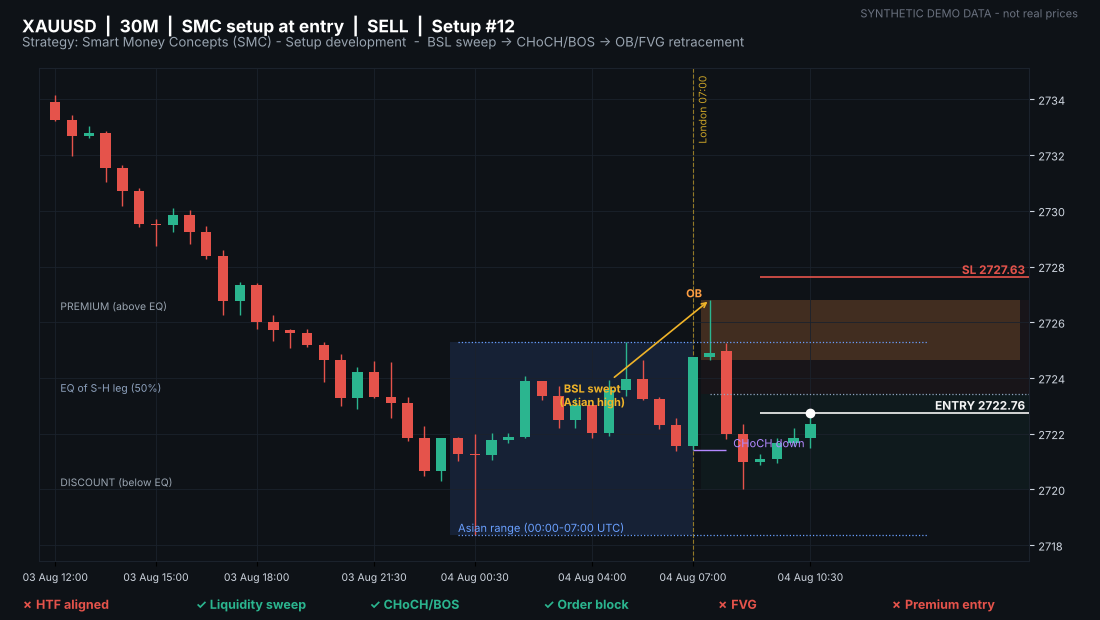 XAUUSD | 30M | SMC setup at entry | SELL | Setup #12
SYNTHETIC DEMO DATA - not real prices
Strategy: Smart Money Concepts (SMC) - Setup development - BSL sweep → CHoCH/BOS → OB/FVG retracement
London 07:00
2734
2732
2730
2728
2726
2724
2722
2720
2718
SL 2727.63
OB
PREMIUM (above EQ)
EQ of S-H leg (50%)
BSL swept
(Asian high)
ENTRY 2722.76
CHoCH down
DISCOUNT (below EQ)
Asian range (00:00-07:00 UTC)
03 Aug 12:00 03 Aug 15:00 03 Aug 18:00 03 Aug 21:30 04 Aug 00:30 04 Aug 04:00 04 Aug 07:00 04 Aug 10:30
× HTF aligned ✓ Liquidity sweep ✓ CHoCH/BOS ✓ Order block × FVG × Premium entry